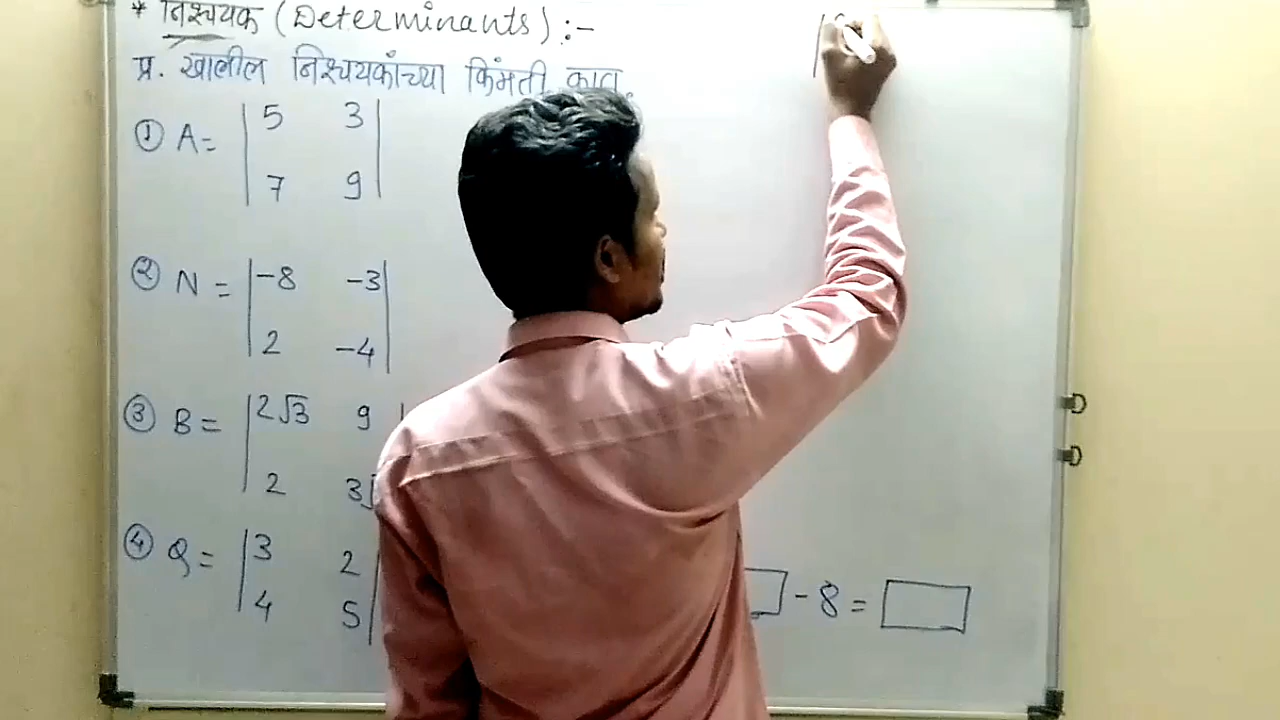 * निश्चयक (Determinants) :-
प्र. खालील निश्चयकांच्या किंमती काढा.
① A= | 5 3 |
| 7 9 |
② N = | -8 -3 |
| 2 -4 |
③ B = | 2√3 9 |
| 2 3√
④ Q = | 3 2 |
| 4 5 |
- 8 =